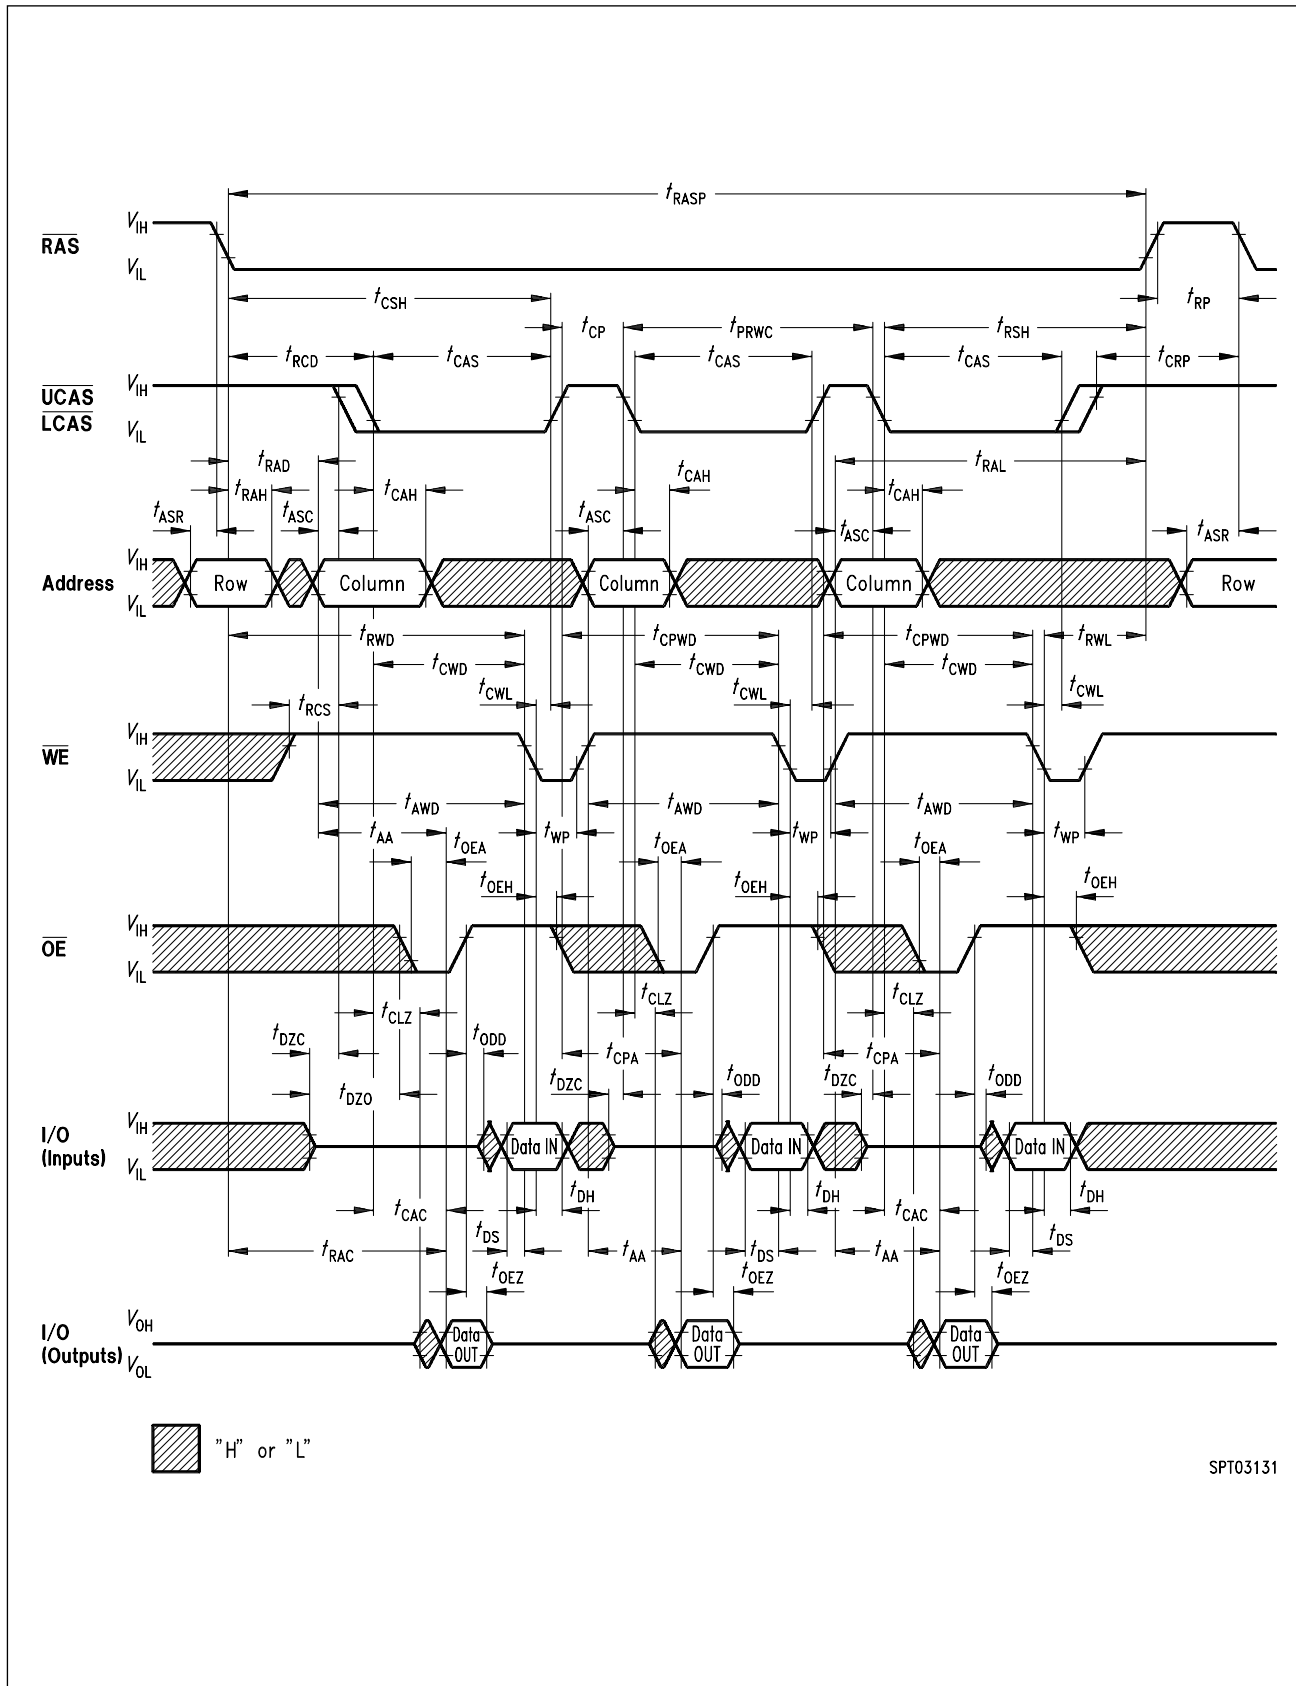 tRASP
VIH
RAS
VIL
tCSH
tRP
tCP
tPRWC
tRSH
tRCD
tCAS
tCAS
tCAS
tCRP
VIH
UCAS
LCAS
VIL
tRAD
tRAL
tRAH
tCAH
tCAH
tCAH
tASR
tASC
tASC
tASC
tASR
VIH
Address
Row
Column
Column
Column
Row
VIL
tRWD
tCPWD
tCPWD
tRWL
tCWD
tCWD
tCWD
tRCS
tCWL
tCWL
tCWL
VIH
WE
VIL
tAWD
tAWD
tAWD
tAA
tOEA
tWP
tOEA
tWP
tOEA
tWP
tOEH
tOEH
tOEH
VIH
OE
VIL
tCLZ
tCLZ
tCLZ
tDZC
tODD
tCPA
tCPA
tDZO
tDZC
tODD
tDZC
tODD
VIH
I/O
(Inputs)
Data IN
Data IN
Data IN
VIL
tCAC
tDH
tDH
tCAC
tDH
tRAC
tDS
tAA
tDS
tAA
tDS
tOEZ
tOEZ
tOEZ
VOH
I/O
(Outputs)
Data OUT
Data OUT
Data OUT
VOL
"H" or "L"
SPT03131